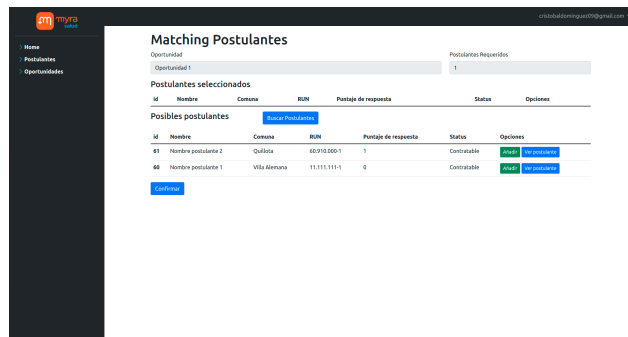 myra
salud
cristobaldominguez09@gmail.com
Home
Postulantes
Oportunidades
Matching Postulantes
Oportunidad
Postulantes Requeridos
Oportunidad 1
1
Postulantes seleccionados
id Nombre Comuna RUN Puntaje de respuesta Status Opciones
Posibles postulantes
Buscar Postulantes
id Nombre Comuna RUN Puntaje de respuesta Status Opciones
61 Nombre postulante 2 Quillota 60.910.000-1 1 Contratable Añadir Ver postulante
60 Nombre postulante 1 Villa Alemana 11.111.111-1 0 Contratable Añadir Ver postulante
Confirmar